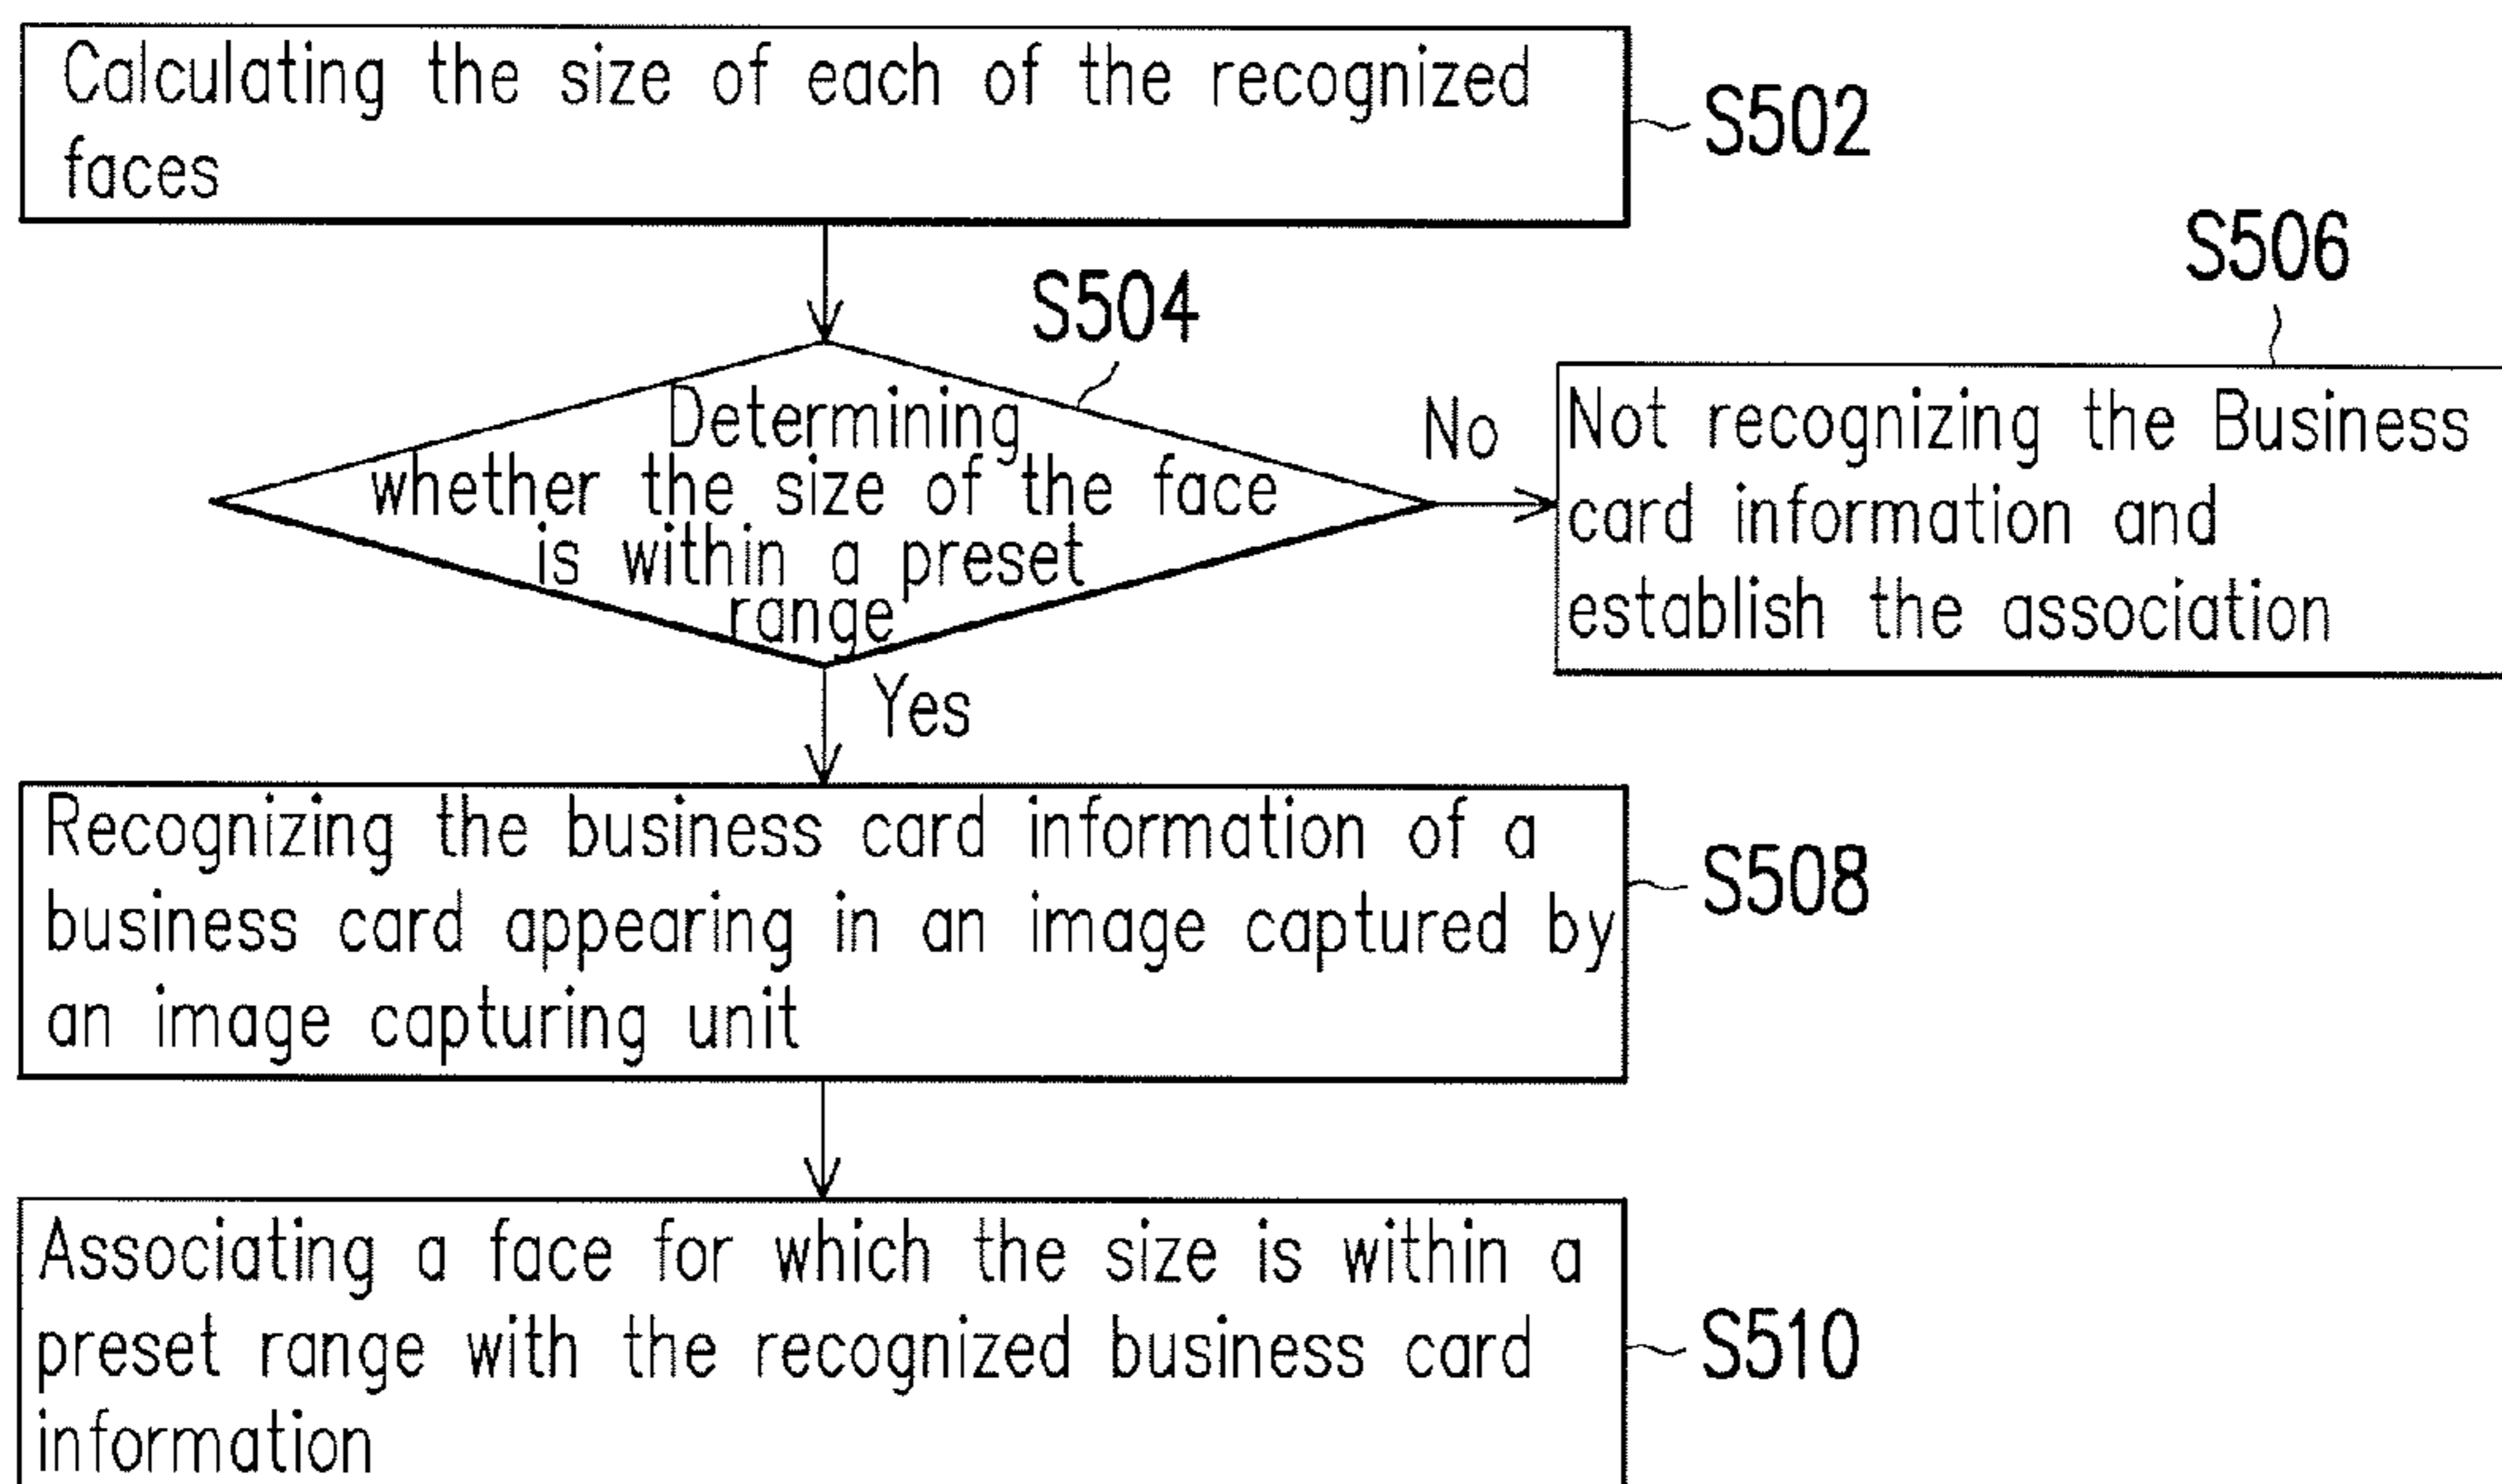 Calculating the size of each of the recognized
faces
S502
S504
S506
Determining
whether the size of the face
is within a preset
range
No
Not recognizing the Business
card information and
establish the association
Yes
Recognizing the business card information of a
business card appearing in an image captured by
an image capturing unit
S508
Associating a face for which the size is within a
preset range with the recognized business card
information
S510